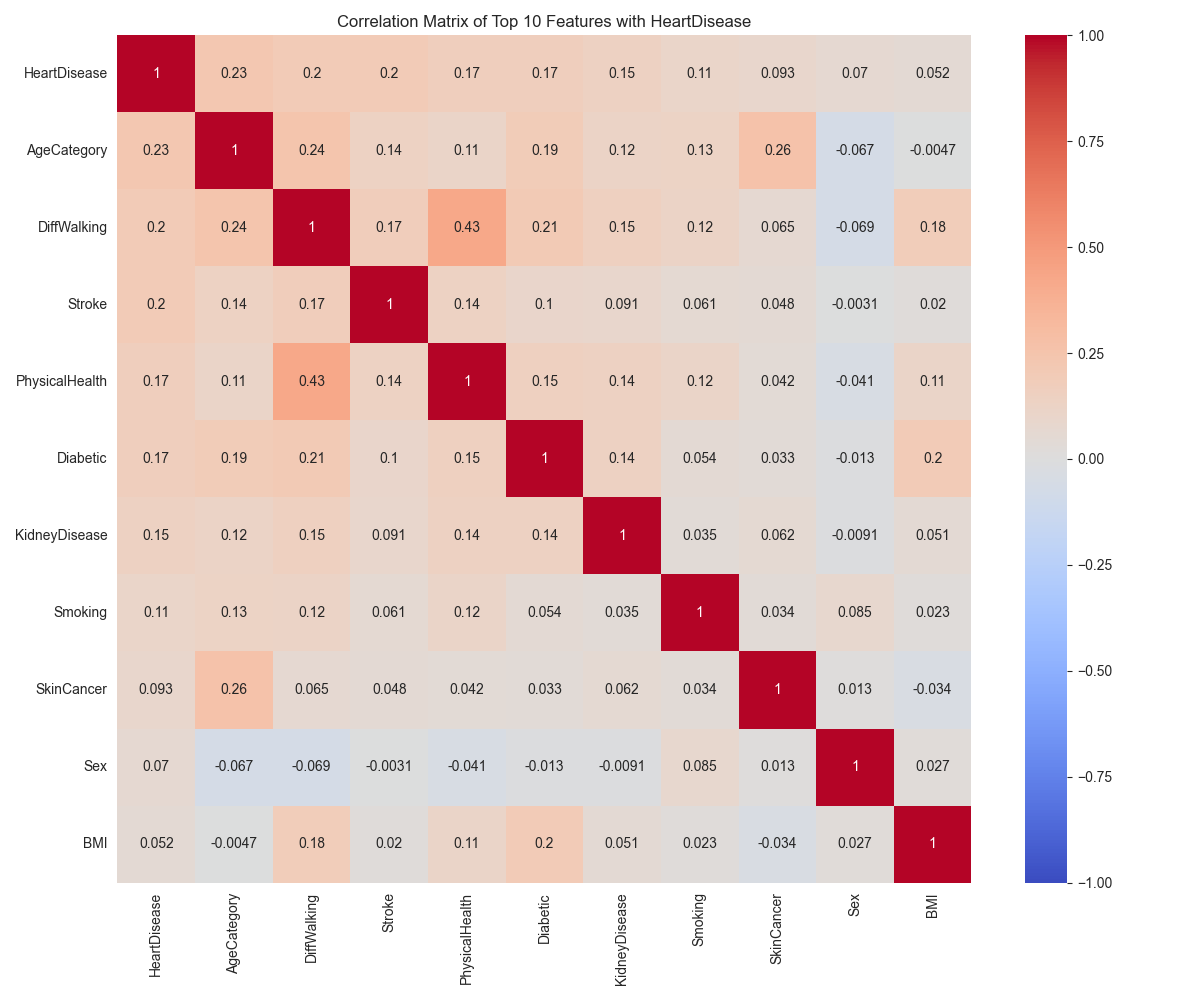 Correlation Matrix of Top 10 Features with HeartDisease
HeartDisease 1 0.23 0.2 0.2 0.17 0.17 0.15 0.11 0.093 0.07 0.052
AgeCategory 0.23 1 0.24 0.14 0.11 0.19 0.12 0.13 0.26 -0.067 -0.0047
DiffWalking 0.2 0.24 1 0.17 0.43 0.21 0.15 0.12 0.065 -0.069 0.18
Stroke 0.2 0.14 0.17 1 0.14 0.1 0.091 0.061 0.048 -0.0031 0.02
PhysicalHealth 0.17 0.11 0.43 0.14 1 0.15 0.14 0.12 0.042 -0.041 0.11
Diabetic 0.17 0.19 0.21 0.1 0.15 1 0.14 0.054 0.033 -0.013 0.2
KidneyDisease 0.15 0.12 0.15 0.091 0.14 0.14 1 0.035 0.062 -0.0091 0.051
Smoking 0.11 0.13 0.12 0.061 0.12 0.054 0.035 1 0.034 0.085 0.023
SkinCancer 0.093 0.26 0.065 0.048 0.042 0.033 0.062 0.034 1 0.013 -0.034
Sex 0.07 -0.067 -0.069 -0.0031 -0.041 -0.013 -0.0091 0.085 0.013 1 0.027
BMI 0.052 -0.0047 0.18 0.02 0.11 0.2 0.051 0.023 -0.034 0.027 1
HeartDisease
AgeCategory
DiffWalking
Stroke
PhysicalHealth
Diabetic
KidneyDisease
Smoking
SkinCancer
Sex
BMI
1.00
0.75
0.50
0.25
0.00
−0.25
−0.50
−0.75
−1.00